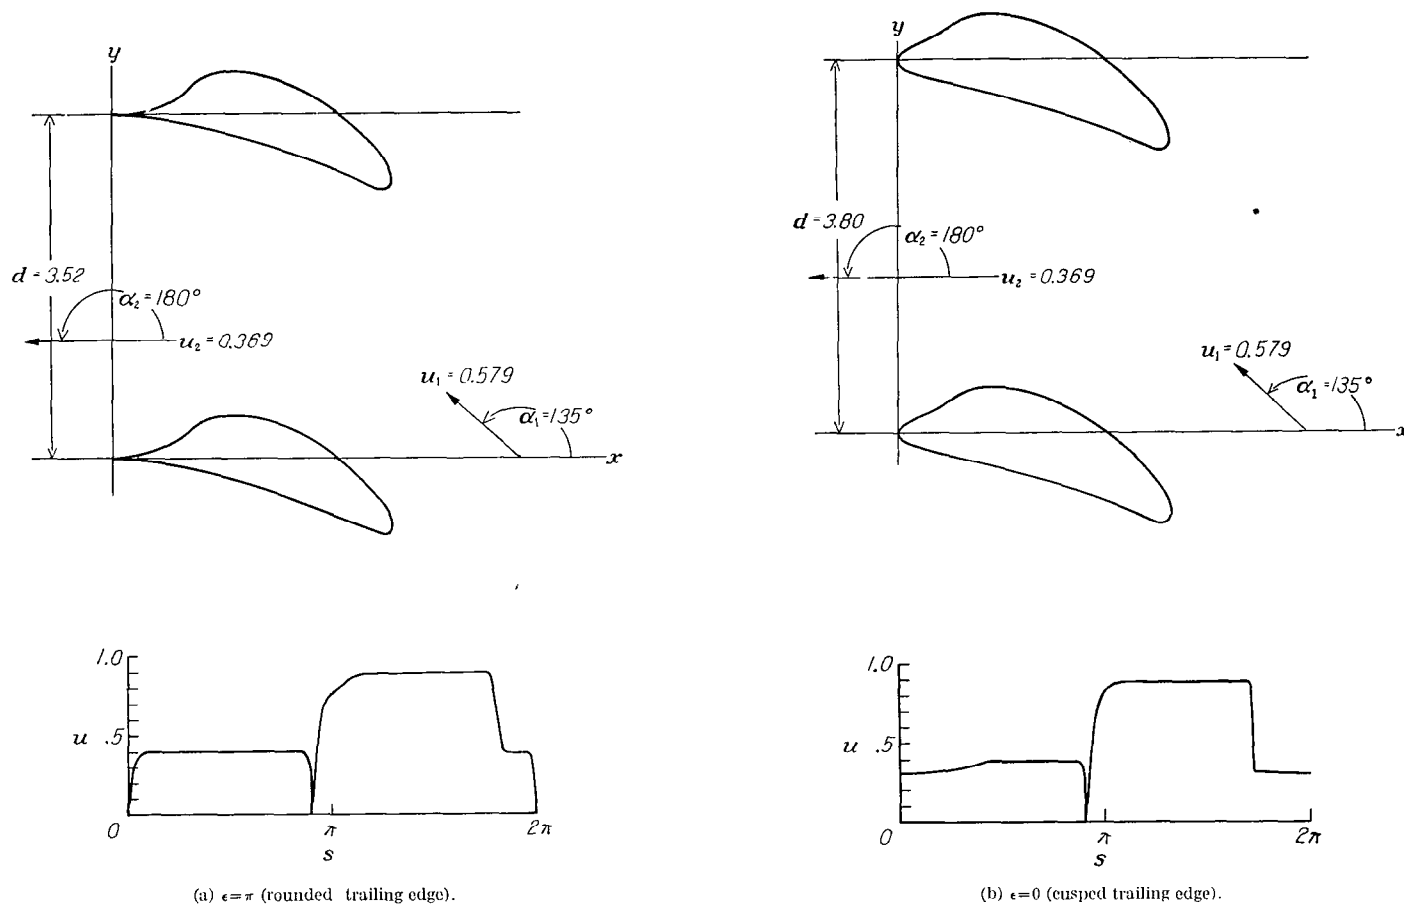 y
d = 3.52
α₂ = 180°
u₂ = 0.369
u₁ = 0.579
α₁ = 135°
x
1.0
u .5
0 π 2π
s
(a) ϵ=π (rounded trailing edge).
y
d = 3.80
α₂ = 180°
u₂ = 0.369
u₁ = 0.579
α₁ = 135°
x
1.0
u .5
0 π 2π
s
(b) ϵ=0 (cusped trailing edge).